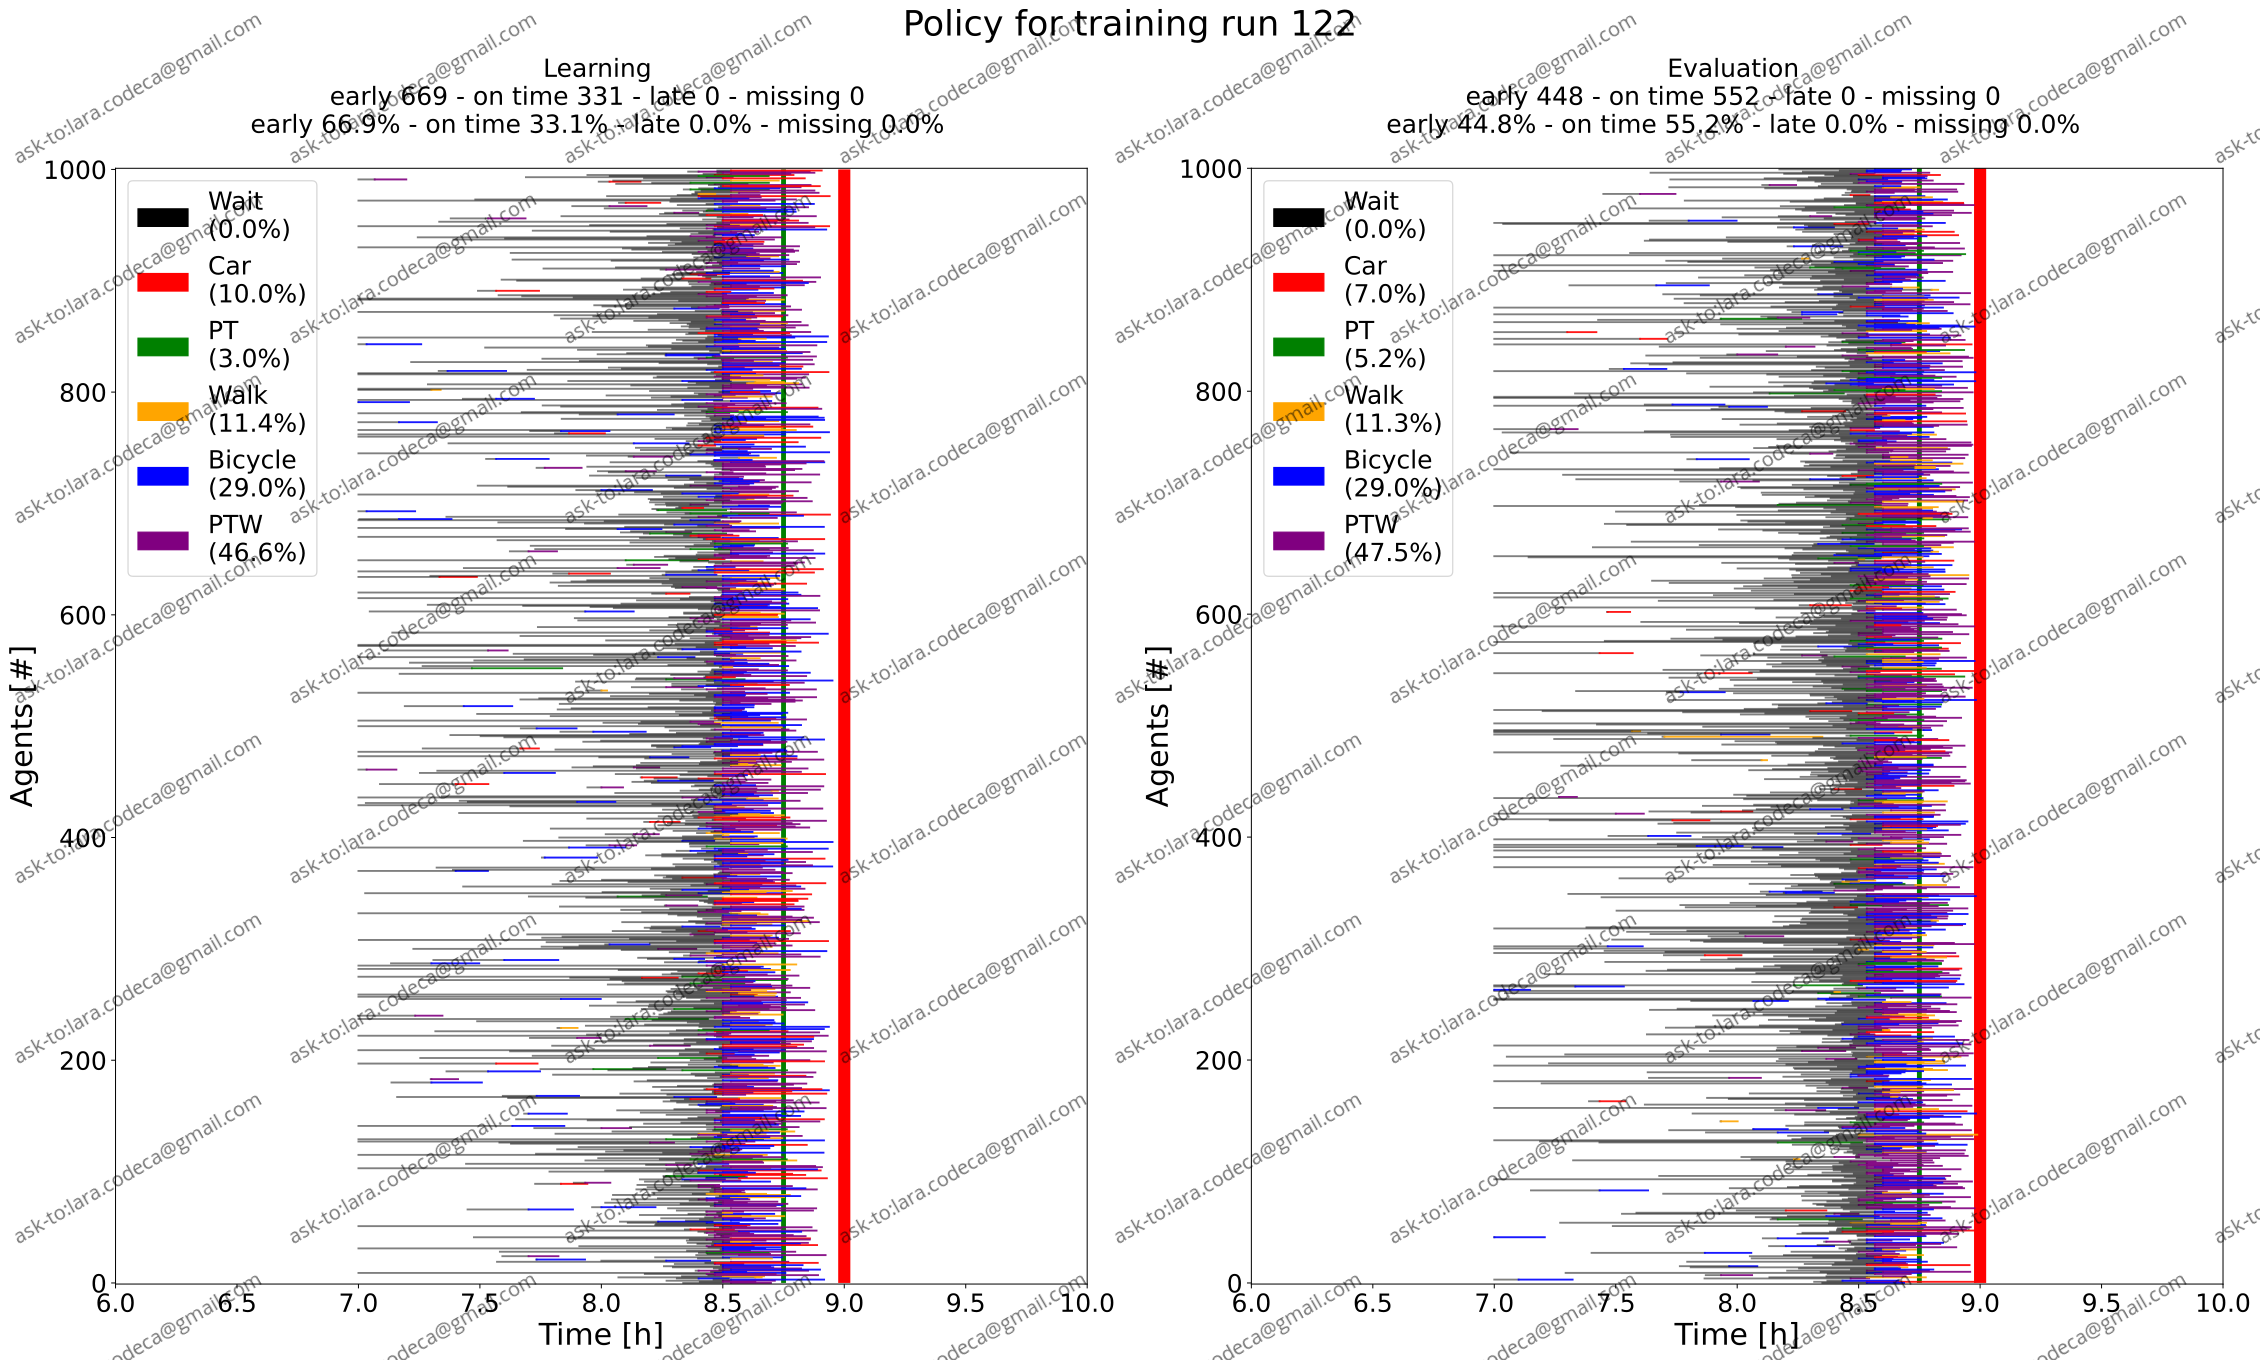 Policy for training run 122
Learning
early 669 - on time 331 - late 0 - missing 0
early 66.9% - on time 33.1% - late 0.0% - missing 0.0%
Agents [#]
1000
800
600
400
200
0
Wait
(0.0%)
Car
(10.0%)
PT
(3.0%)
Walk
(11.4%)
Bicycle
(29.0%)
PTW
(46.6%)
6.0 6.5 7.0 7.5 8.0 8.5 9.0 9.5 10.0
Time [h]
Evaluation
early 448 - on time 552 - late 0 - missing 0
early 44.8% - on time 55.2% - late 0.0% - missing 0.0%
Agents [#]
1000
800
600
400
200
0
Wait
(0.0%)
Car
(7.0%)
PT
(5.2%)
Walk
(11.3%)
Bicycle
(29.0%)
PTW
(47.5%)
6.0 6.5 7.0 7.5 8.0 8.5 9.0 9.5 10.0
Time [h]
ask-to:lara.codeca@gmail.com